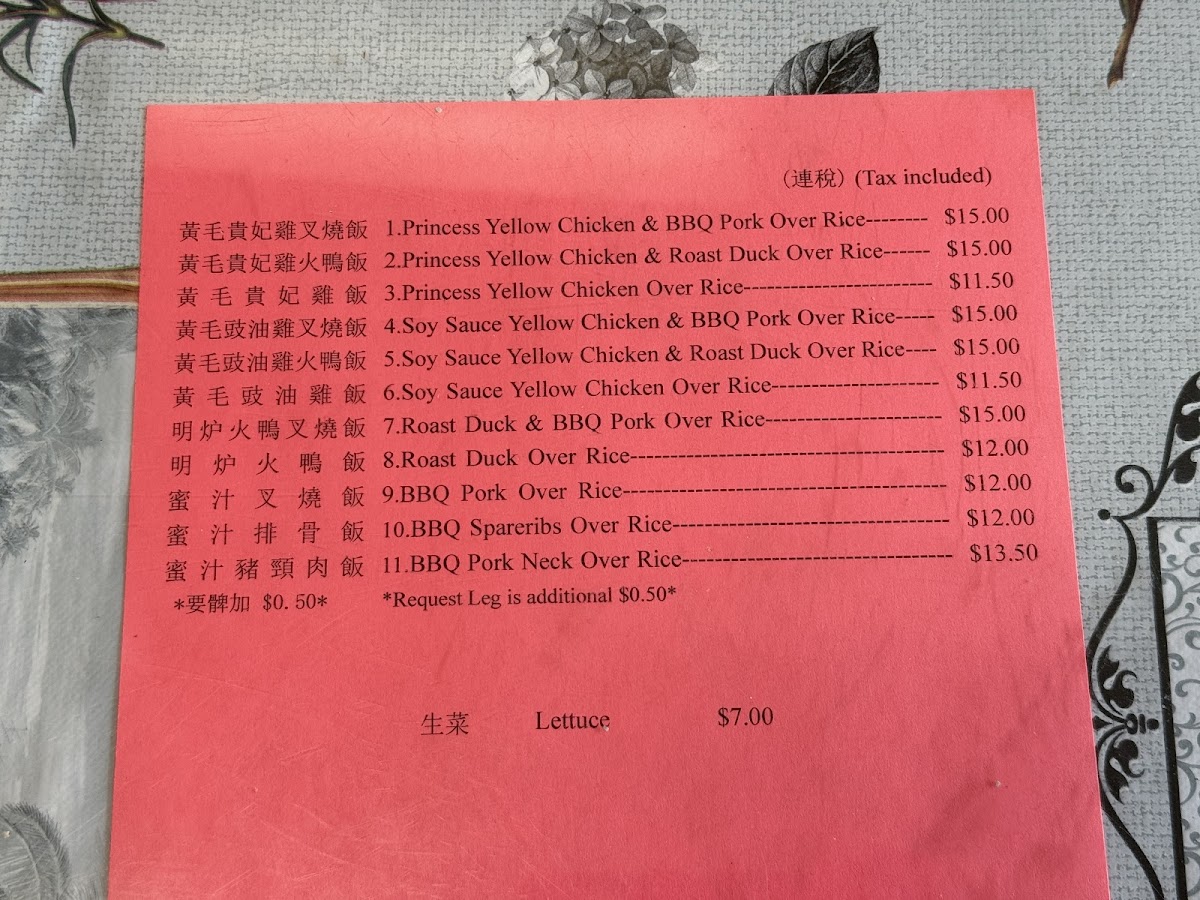 (連稅) (Tax included)
黃毛貴妃雞叉燒飯 1.Princess Yellow Chicken & BBQ Pork Over Rice-------- $15.00
黃毛貴妃雞火鴨飯 2.Princess Yellow Chicken & Roast Duck Over Rice------ $15.00
黃毛貴妃雞飯 3.Princess Yellow Chicken Over Rice------------------------ $11.50
黃毛豉油雞叉燒飯 4.Soy Sauce Yellow Chicken & BBQ Pork Over Rice----- $15.00
黃毛豉油雞火鴨飯 5.Soy Sauce Yellow Chicken & Roast Duck Over Rice---- $15.00
黃毛豉油雞飯 6.Soy Sauce Yellow Chicken Over Rice--------------------- $11.50
明炉火鴨叉燒飯 7.Roast Duck & BBQ Pork Over Rice---------------------- $15.00
明炉火鴨飯 8.Roast Duck Over Rice--------------------------------------- $12.00
蜜汁叉燒飯 9.BBQ Pork Over Rice---------------------------------------- $12.00
蜜汁排骨飯 10.BBQ Spareribs Over Rice---------------------------------- $12.00
蜜汁豬頸肉飯 11.BBQ Pork Neck Over Rice---------------------------------- $13.50
*要髀加 $0.50* *Request Leg is additional $0.50*
生菜 Lettuce $7.00